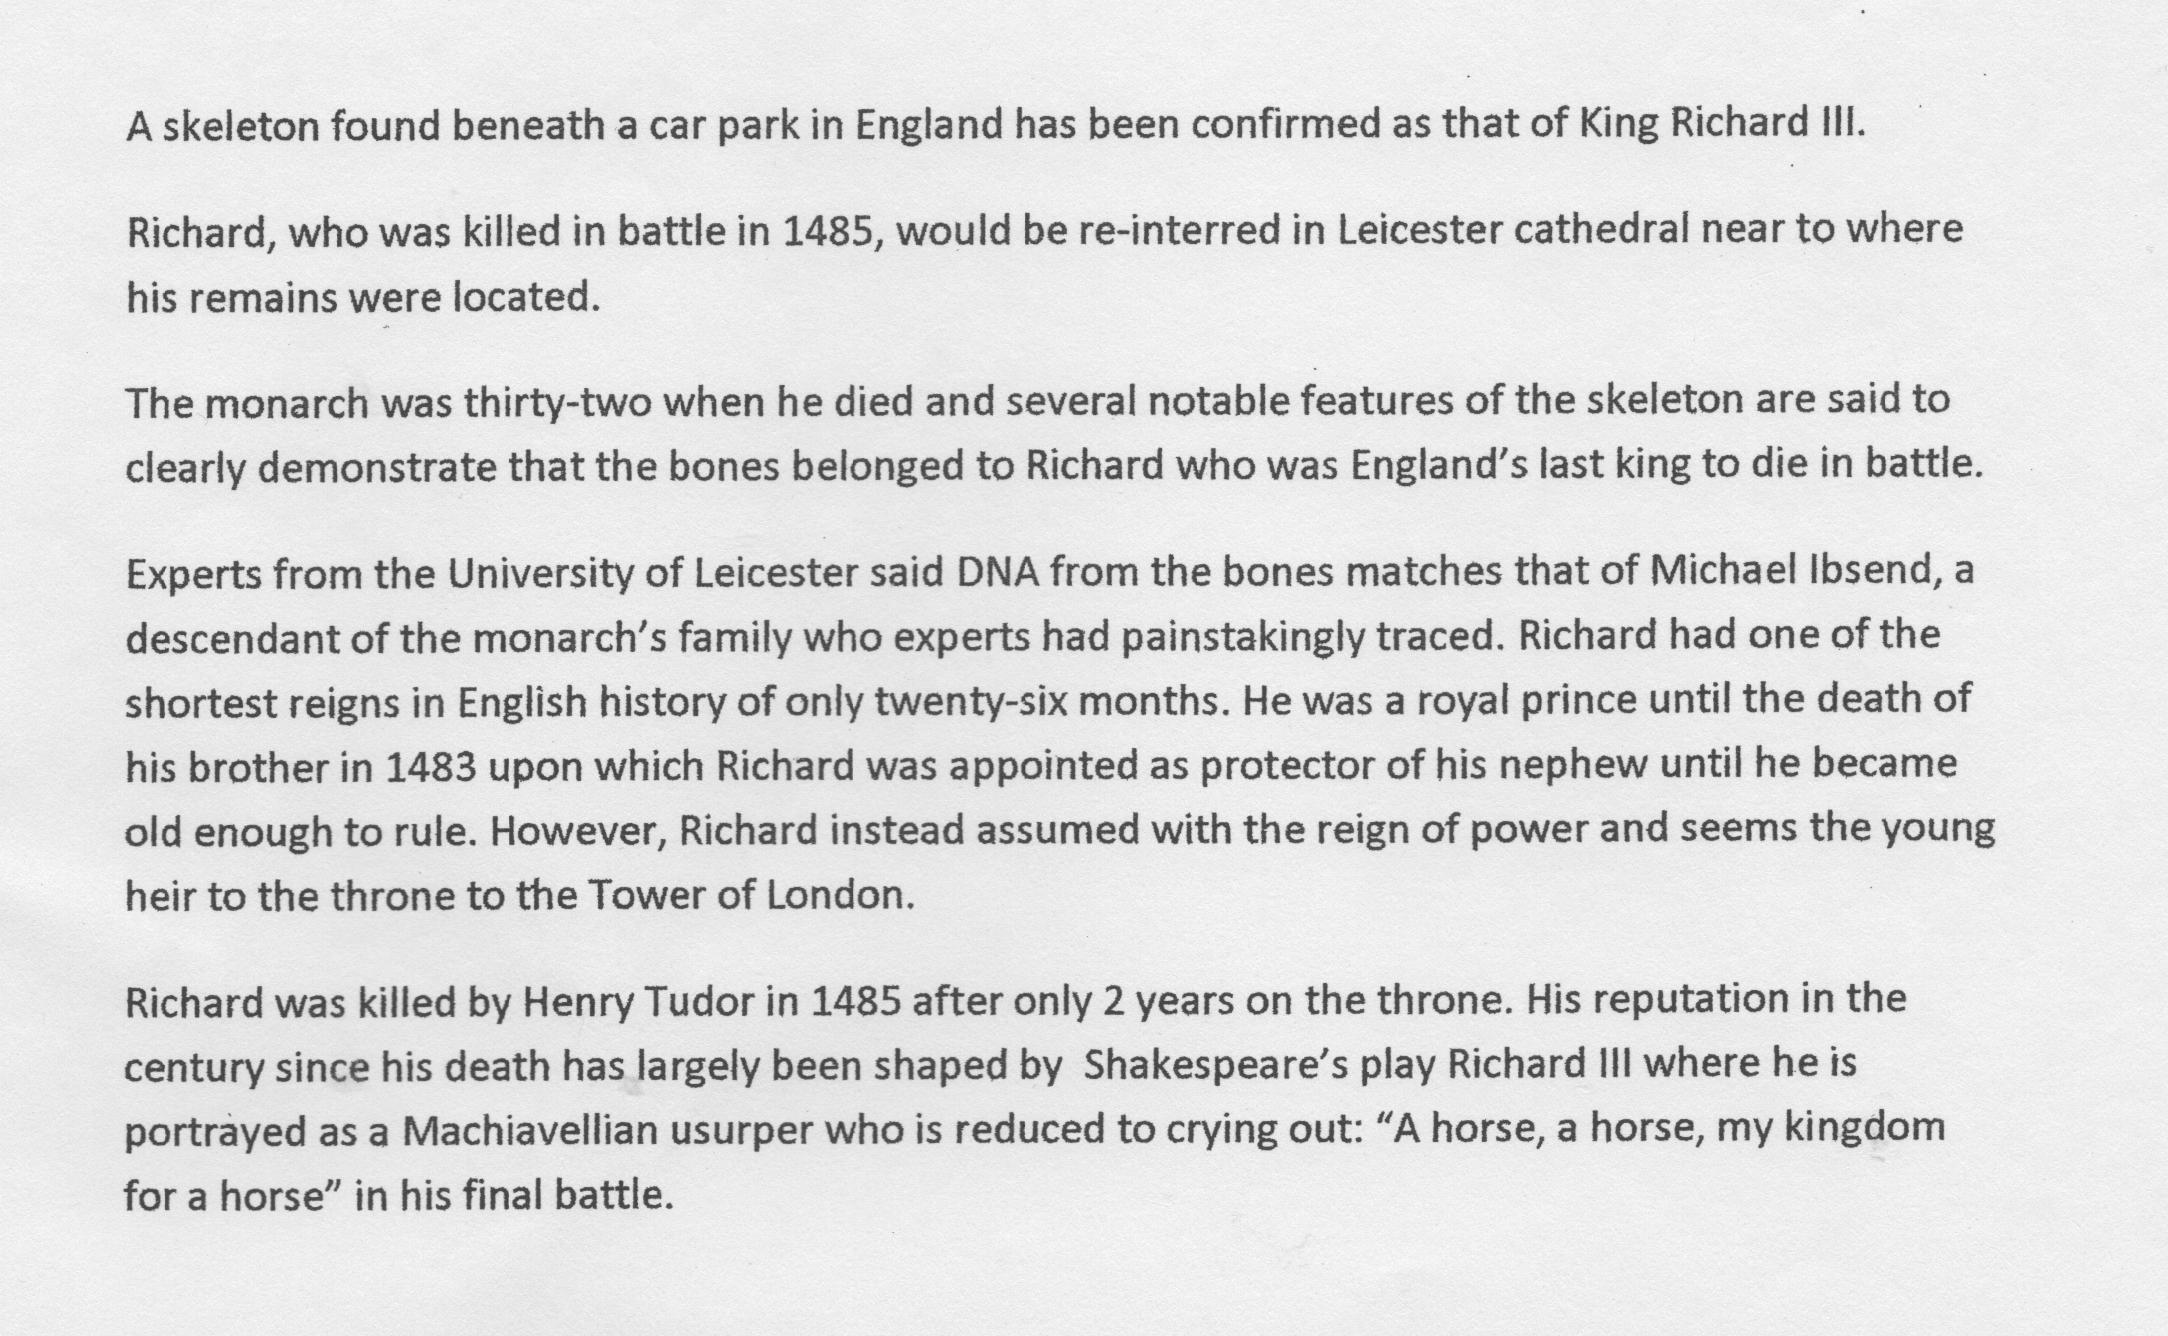 A skeleton found beneath a car park in England has been confirmed as that of King Richard III.
Richard, who was killed in battle in 1485, would be re-interred in Leicester cathedral near to where
his remains were located.
The monarch was thirty-two when he died and several notable features of the skeleton are said to
clearly demonstrate that the bones belonged to Richard who was England’s last king to die in battle.
Experts from the University of Leicester said DNA from the bones matches that of Michael Ibsend, a
descendant of the monarch’s family who experts had painstakingly traced. Richard had one of the
shortest reigns in English history of only twenty-six months. He was a royal prince until the death of
his brother in 1483 upon which Richard was appointed as protector of his nephew until he became
old enough to rule. However, Richard instead assumed with the reign of power and seems the young
heir to the throne to the Tower of London.
Richard was killed by Henry Tudor in 1485 after only 2 years on the throne. His reputation in the
century since his death has largely been shaped by  Shakespeare’s play Richard III where he is
portrayed as a Machiavellian usurper who is reduced to crying out: “A horse, a horse, my kingdom
for a horse” in his final battle.